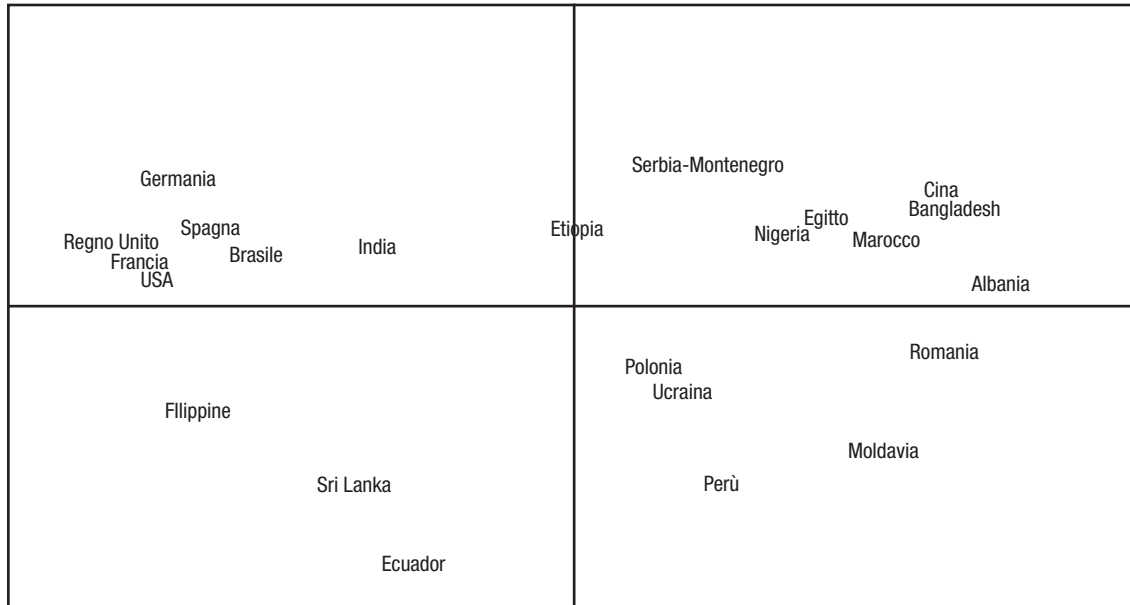 Serbia-Montenegro
Germania
Cina
Bangladesh
Egitto
Spagna
Etiopia
Nigeria
Marocco
Regno Unito
India
Brasile
Francia
USA
Albania
Romania
Polonia
Ucraina
Fllippine
Moldavia
Sri Lanka
Perù
Ecuador